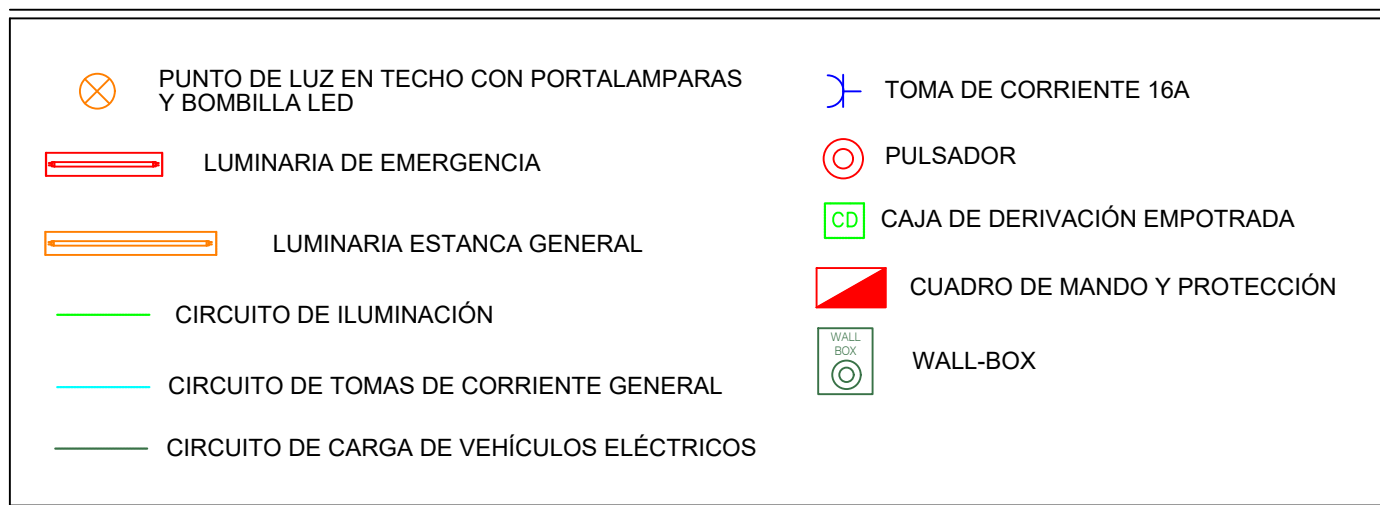 PUNTO DE LUZ EN TECHO CON PORTALAMPARAS
Y BOMBILLA LED
LUMINARIA DE EMERGENCIA
LUMINARIA ESTANCA GENERAL
CIRCUITO DE ILUMINACIÓN
CIRCUITO DE TOMAS DE CORRIENTE GENERAL
CIRCUITO DE CARGA DE VEHÍCULOS ELÉCTRICOS
TOMA DE CORRIENTE 16A
PULSADOR
CD CAJA DE DERIVACIÓN EMPOTRADA
CUADRO DE MANDO Y PROTECCIÓN
WALL
BOX
WALL-BOX